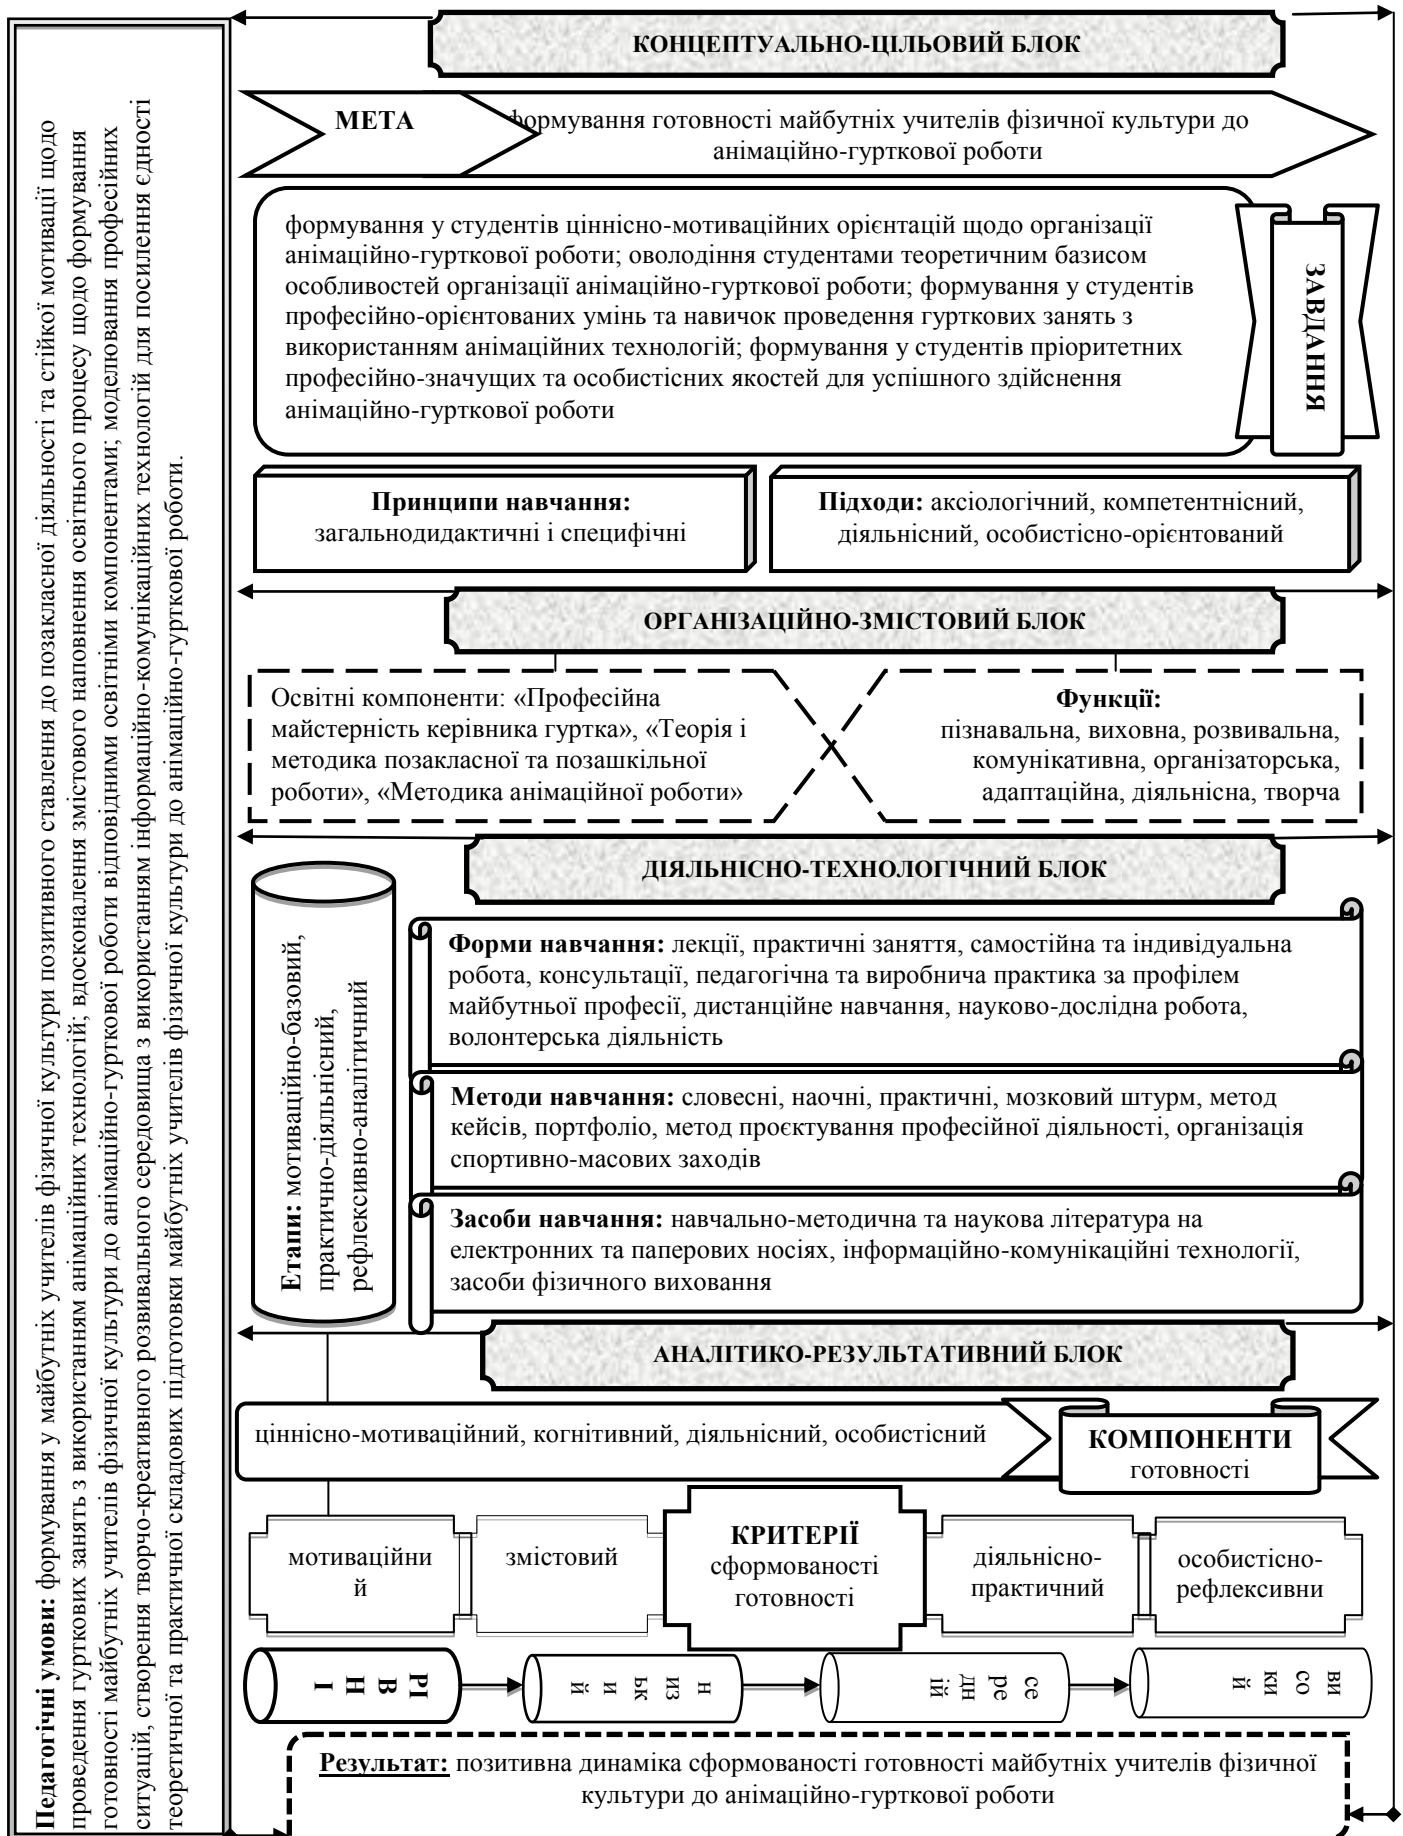 Педагогічні умови: формування у майбутніх учителів фізичної культури позитивного ставлення до позакласної діяльності та стійкої мотивації щодо
проведення гурткових занять з використанням анімаційних технологій; вдосконалення змістового наповнення освітнього процесу щодо формування
готовності майбутніх учителів фізичної культури до анімаційно-гурткової роботи відповідними освітніми компонентами; моделювання професійних
ситуацій, створення творчо-креативного розвивального середовища з використанням інформаційно-комунікаційних технологій для посилення єдності
теоретичної та практичної складових підготовки майбутніх учителів фізичної культури до анімаційно-гурткової роботи.
КОНЦЕПТУАЛЬНО-ЦІЛЬОВИЙ БЛОК
МЕТА
формування готовності майбутніх учителів фізичної культури до
анімаційно-гурткової роботи
формування у студентів ціннісно-мотиваційних орієнтацій щодо організації
анімаційно-гурткової роботи; оволодіння студентами теоретичним базисом
особливостей організації анімаційно-гурткової роботи; формування у студентів
професійно-орієнтованих умінь та навичок проведення гурткових занять з
використанням анімаційних технологій; формування у студентів пріоритетних
професійно-значущих та особистісних якостей для успішного здійснення
анімаційно-гурткової роботи
ЗАВДАННЯ
Принципи навчання:
загальнодидактичні і специфічні
Підходи: аксіологічний, компетентнісний,
діяльнісний, особистісно-орієнтований
ОРГАНІЗАЦІЙНО-ЗМІСТОВИЙ БЛОК
Освітні компоненти: «Професійна
майстерність керівника гуртка», «Теорія і
методика позакласної та позашкільної
роботи», «Методика анімаційної роботи»
Функції:
пізнавальна, виховна, розвивальна,
комунікативна, організаторська,
адаптаційна, діяльнісна, творча
ДІЯЛЬНІСНО-ТЕХНОЛОГІЧНИЙ БЛОК
Етапи: мотиваційно-базовий,
практично-діяльнісний,
рефлексивно-аналітичний
Форми навчання: лекції, практичні заняття, самостійна та індивідуальна
робота, консультації, педагогічна та виробнича практика за профілем
майбутньої професії, дистанційне навчання, науково-дослідна робота,
волонтерська діяльність
Методи навчання: словесні, наочні, практичні, мозковий штурм, метод
кейсів, портфоліо, метод проєктування професійної діяльності, організація
спортивно-масових заходів
Засоби навчання: навчально-методична та наукова література на
електронних та паперових носіях, інформаційно-комунікаційні технології,
засоби фізичного виховання
АНАЛІТИКО-РЕЗУЛЬТАТИВНИЙ БЛОК
ціннісно-мотиваційний, когнітивний, діяльнісний, особистісний
КОМПОНЕНТИ
готовності
мотиваційни
й
змістовий
КРИТЕРІЇ
сформованості
готовності
діяльнісно-
практичний
особистісно-
рефлексивни
РІ
В
Н
І
н
из
ьк
и
й
се
ре
дн
ій
ви
со
ки
й
Результат: позитивна динаміка сформованості готовності майбутніх учителів фізичної
культури до анімаційно-гурткової роботи